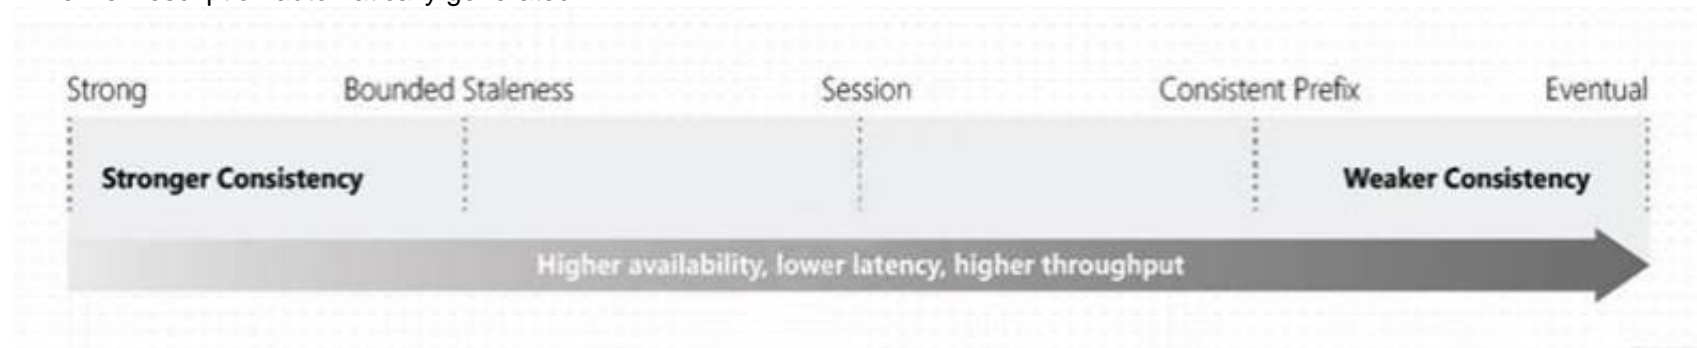 Strong Bounded Staleness Session Consistent Prefix Eventual
Stronger Consistency Weaker Consistency
Higher availability, lower latency, higher throughput